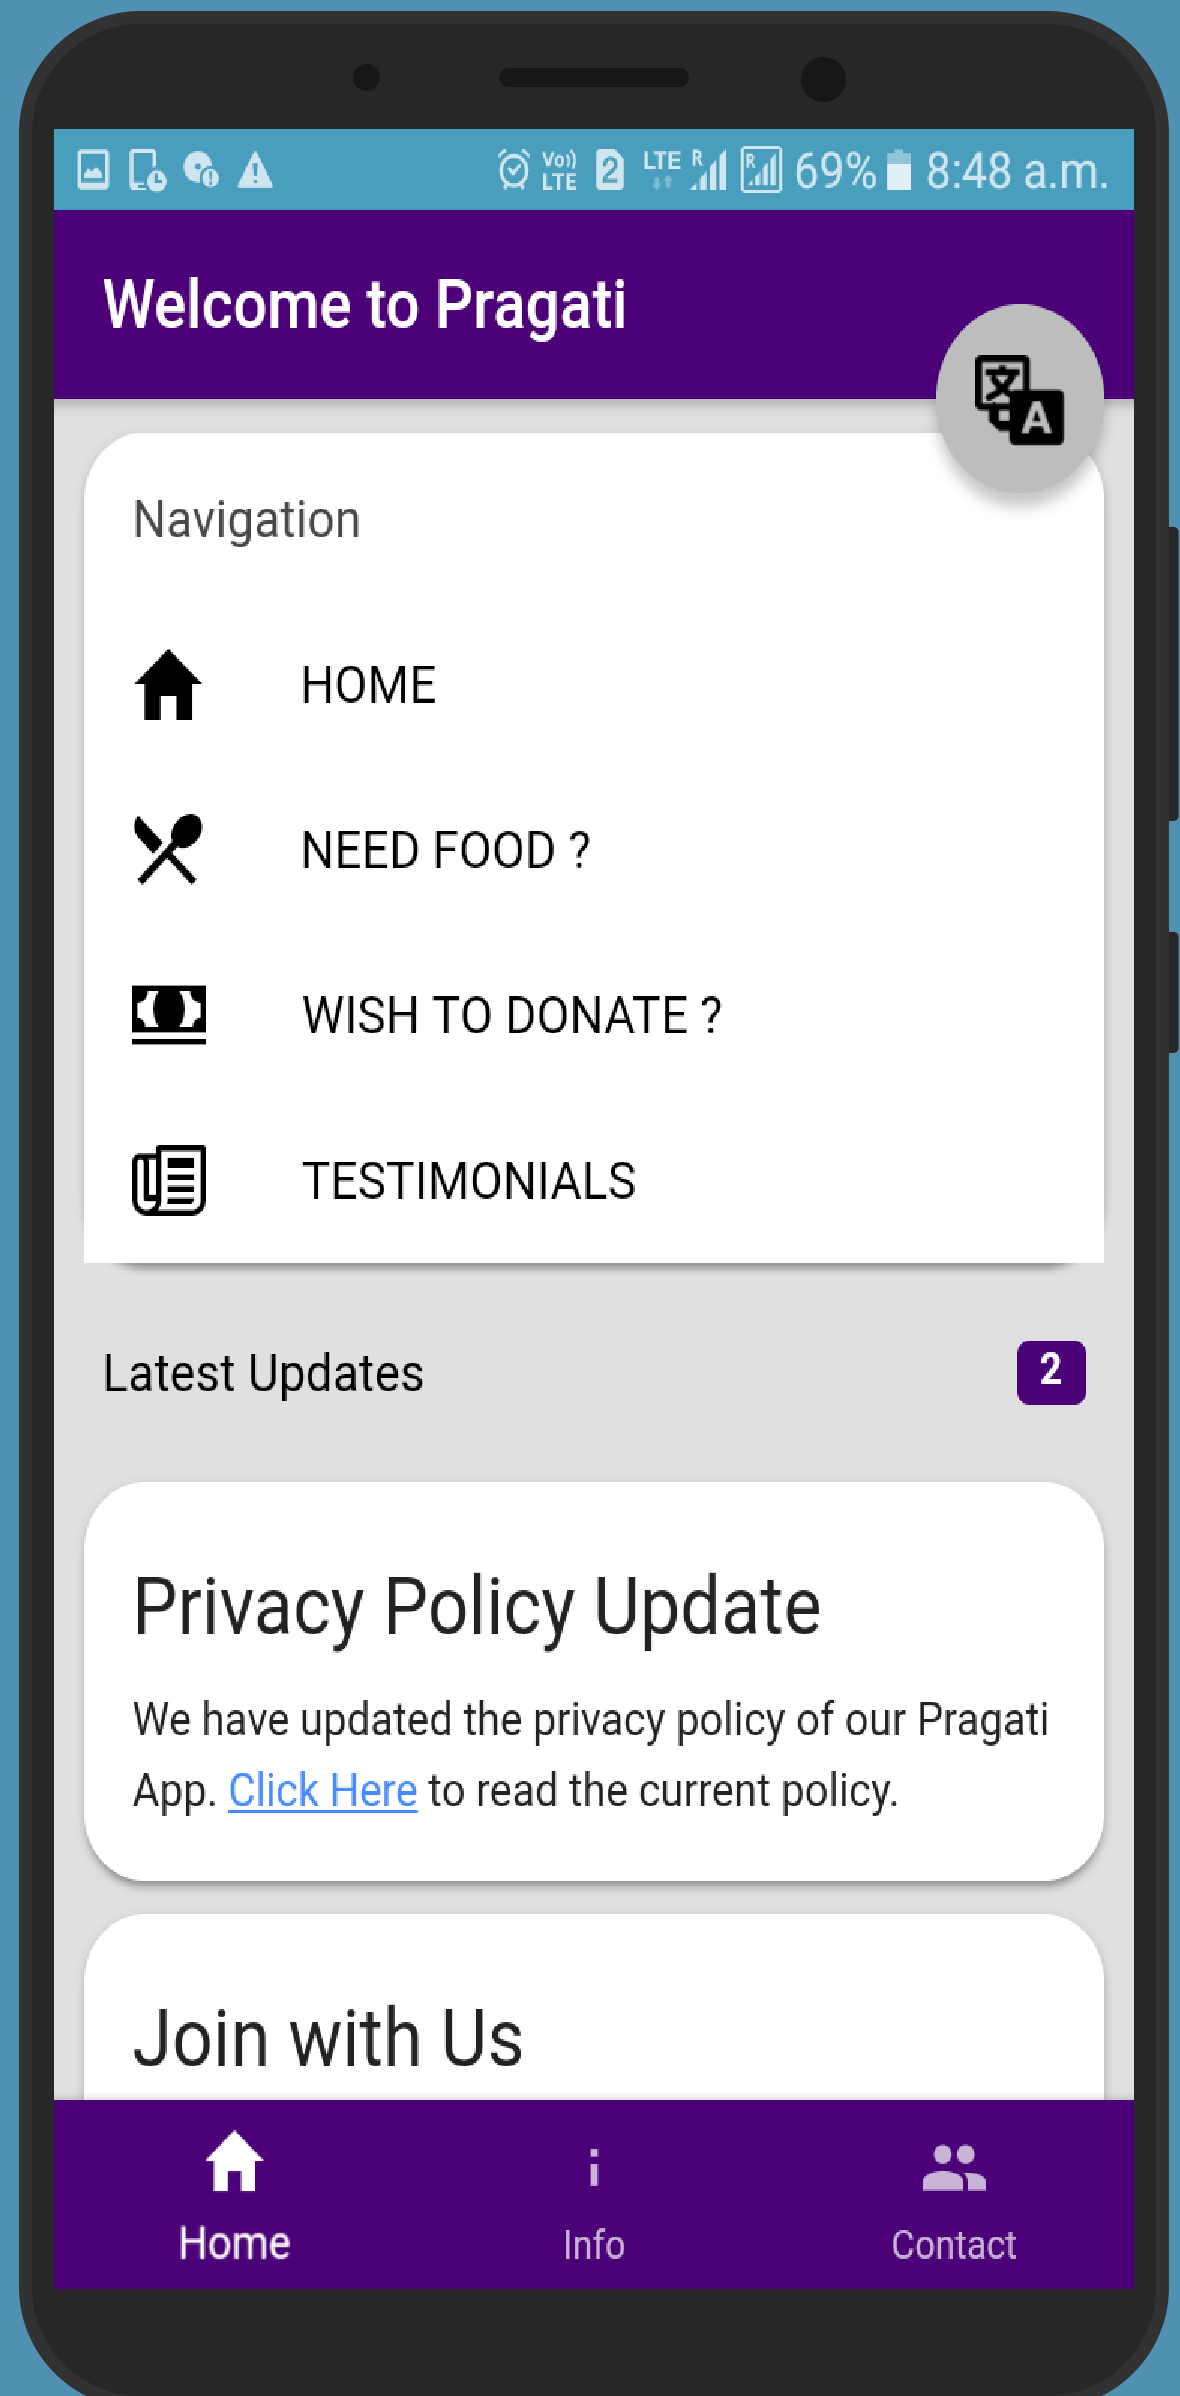 Vo)) LTE 2 LTE R R 69% 8:48 a.m.
Welcome to Pragati
文 A
Navigation
HOME
NEED FOOD ?
WISH TO DONATE ?
TESTIMONIALS
Latest Updates 2
Privacy Policy Update
We have updated the privacy policy of our Pragati
App. Click Here to read the current policy.
Join with Us
Home Info Contact